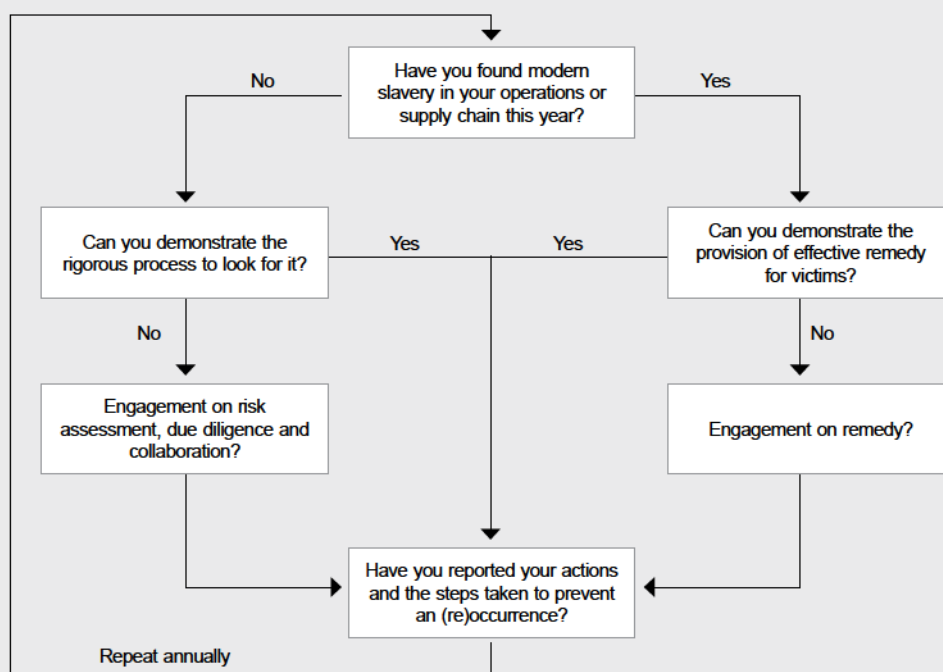 Have you found modern
slavery in your operations or
supply chain this year?
No
Yes
Can you demonstrate the
rigorous process to look for it?
Yes
Yes
Can you demonstrate the
provision of effective remedy
for victims?
No
No
Engagement on risk
assessment, due diligence and
collaboration?
Engagement on remedy?
Have you reported your actions
and the steps taken to prevent
an (re)occurrence?
Repeat annually